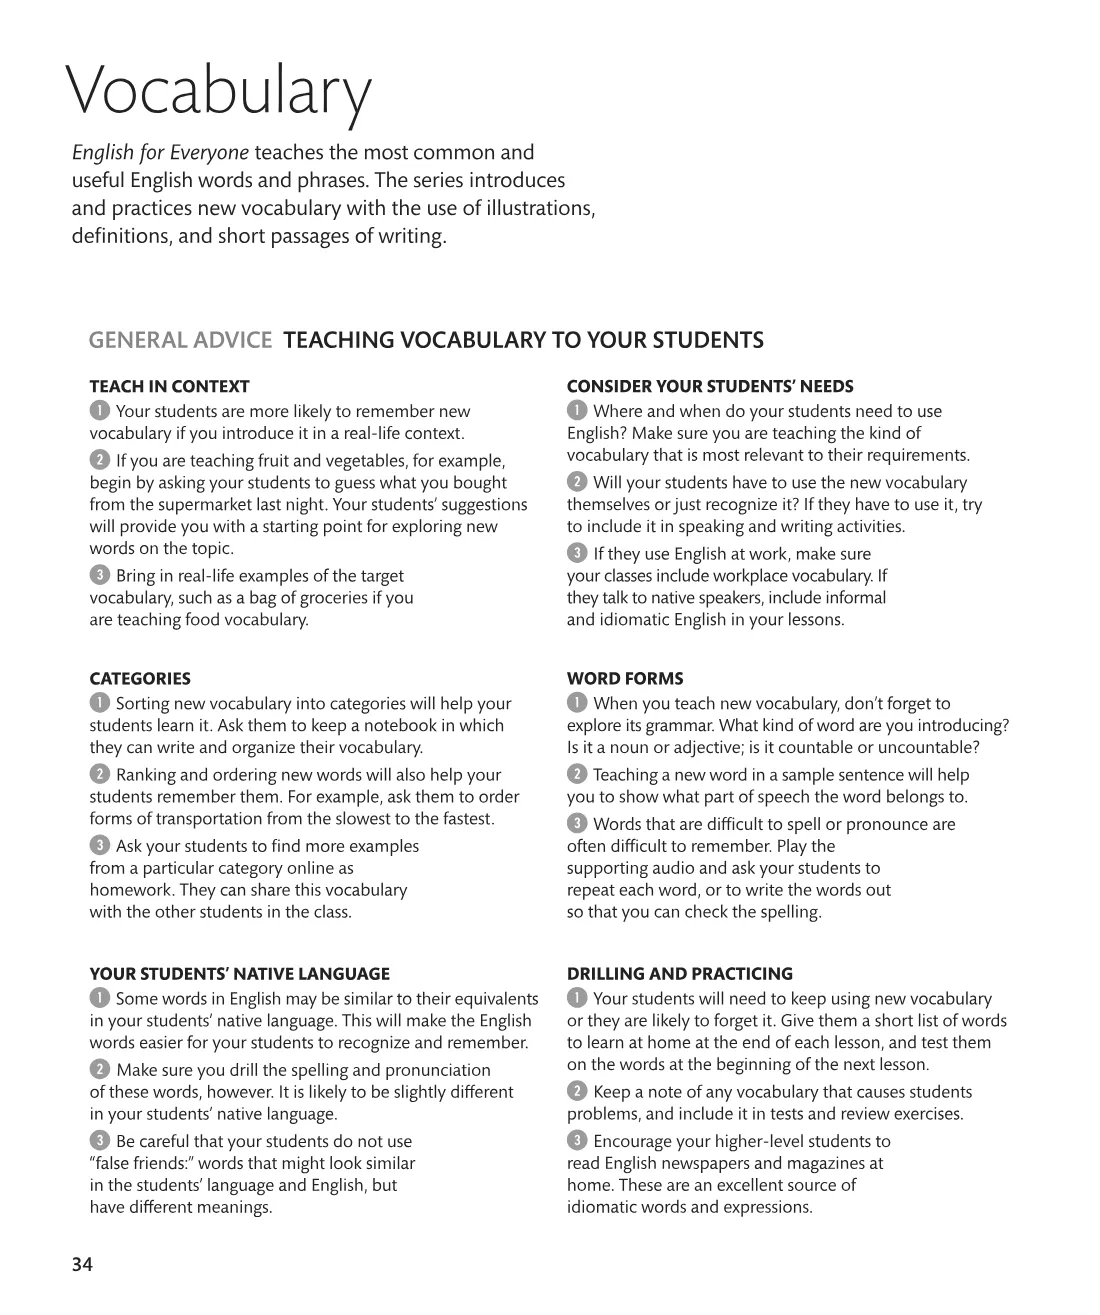 Vocabulary
English for Everyone teaches the most common and
useful English words and phrases. The series introduces
and practices new vocabulary with the use of illustrations,
definitions, and short passages of writing.
GENERAL ADVICE TEACHING VOCABULARY TO YOUR STUDENTS
TEACH IN CONTEXT
1 Your students are more likely to remember new
vocabulary if you introduce it in a real-life context.
2 If you are teaching fruit and vegetables, for example,
begin by asking your students to guess what you bought
from the supermarket last night. Your students’ suggestions
will provide you with a starting point for exploring new
words on the topic.
3 Bring in real-life examples of the target
vocabulary, such as a bag of groceries if you
are teaching food vocabulary.
CONSIDER YOUR STUDENTS’ NEEDS
1 Where and when do your students need to use
English? Make sure you are teaching the kind of
vocabulary that is most relevant to their requirements.
2 Will your students have to use the new vocabulary
themselves or just recognize it? If they have to use it, try
to include it in speaking and writing activities.
3 If they use English at work, make sure
your classes include workplace vocabulary. If
they talk to native speakers, include informal
and idiomatic English in your lessons.
CATEGORIES
1 Sorting new vocabulary into categories will help your
students learn it. Ask them to keep a notebook in which
they can write and organize their vocabulary.
2 Ranking and ordering new words will also help your
students remember them. For example, ask them to order
forms of transportation from the slowest to the fastest.
3 Ask your students to find more examples
from a particular category online as
homework. They can share this vocabulary
with the other students in the class.
WORD FORMS
1 When you teach new vocabulary, don’t forget to
explore its grammar. What kind of word are you introducing?
Is it a noun or adjective; is it countable or uncountable?
2 Teaching a new word in a sample sentence will help
you to show what part of speech the word belongs to.
3 Words that are difficult to spell or pronounce are
often difficult to remember. Play the
supporting audio and ask your students to
repeat each word, or to write the words out
so that you can check the spelling.
YOUR STUDENTS’ NATIVE LANGUAGE
1 Some words in English may be similar to their equivalents
in your students’ native language. This will make the English
words easier for your students to recognize and remember.
2 Make sure you drill the spelling and pronunciation
of these words, however. It is likely to be slightly different
in your students’ native language.
3 Be careful that your students do not use
“false friends:” words that might look similar
in the students’ language and English, but
have different meanings.
DRILLING AND PRACTICING
1 Your students will need to keep using new vocabulary
or they are likely to forget it. Give them a short list of words
to learn at home at the end of each lesson, and test them
on the words at the beginning of the next lesson.
2 Keep a note of any vocabulary that causes students
problems, and include it in tests and review exercises.
3 Encourage your higher-level students to
read English newspapers and magazines at
home. These are an excellent source of
idiomatic words and expressions.
34